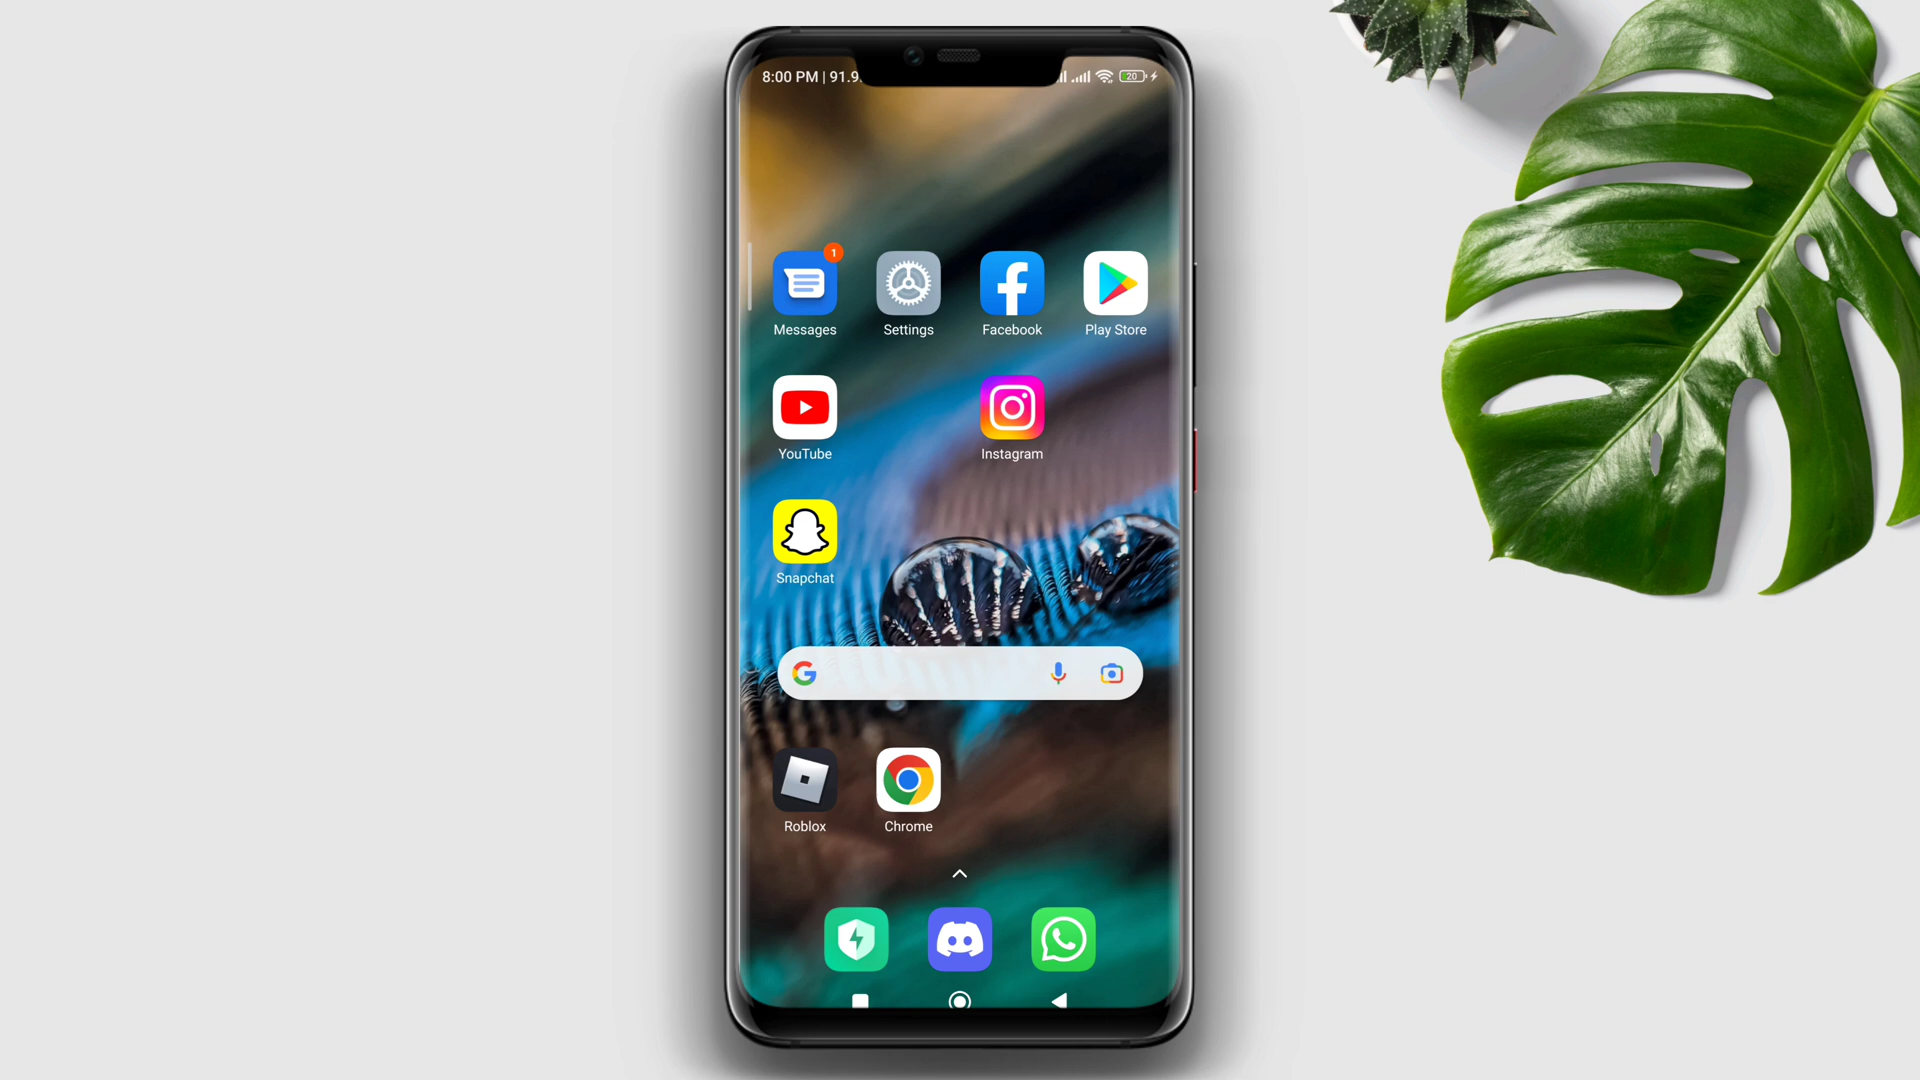 8:00 PM | 91.9
20
1
Messages
Settings
Facebook
Play Store
YouTube
Instagram
Snapchat
Roblox
Chrome